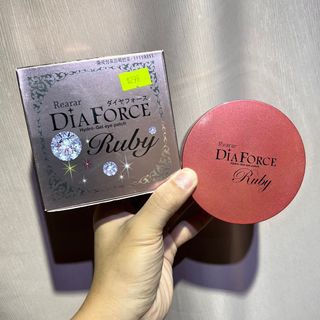 Rearar
ダイヤフォース
DIAFORCE
Hydro-Gel eye patch
Ruby
Rearar
DIAFORCE
Ruby